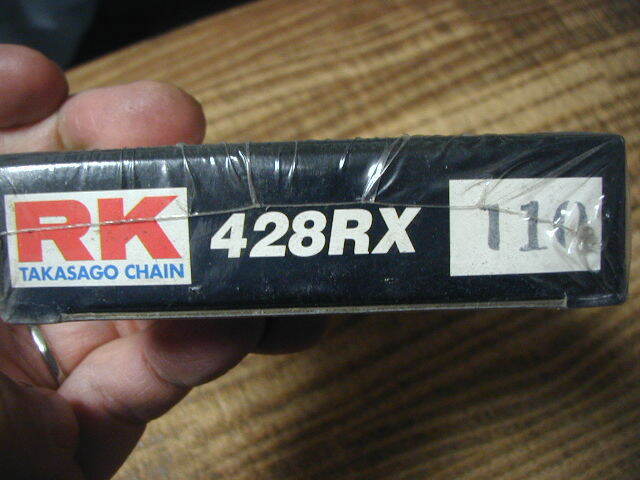 RK
TAKASAGO CHAIN
428RX
110